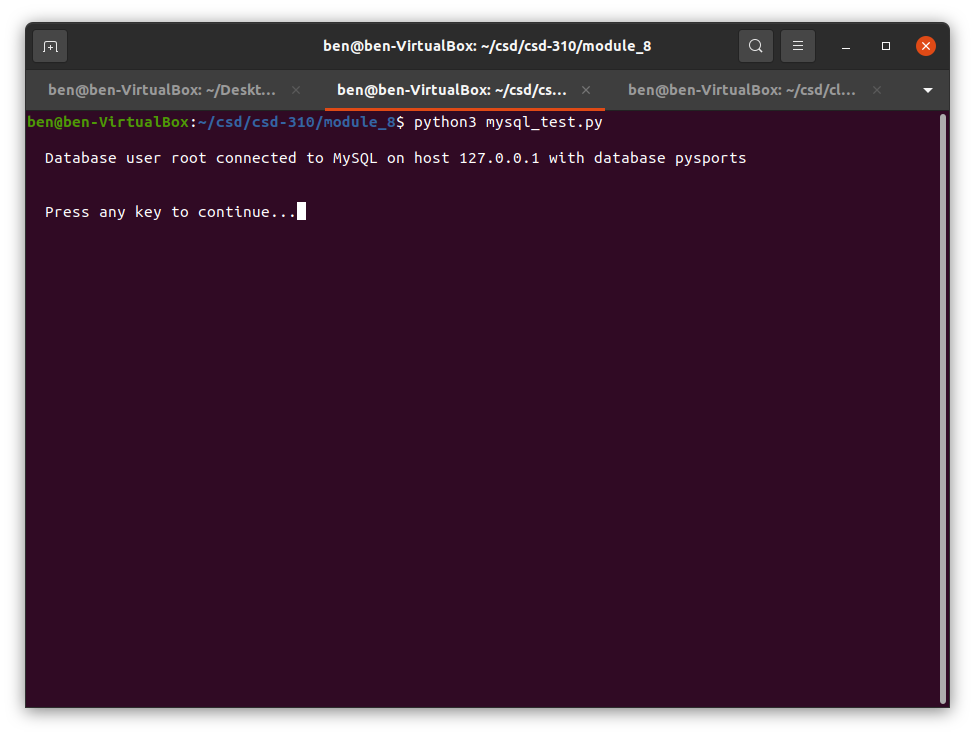 ben@ben-VirtualBox: ~/csd/csd-310/module_8
ben@ben-VirtualBox: ~/Deskt... ben@ben-VirtualBox: ~/csd/cs... ben@ben-VirtualBox: ~/csd/cl...
ben@ben-VirtualBox:~/csd/csd-310/module_8$ python3 mysql_test.py
Database user root connected to MySQL on host 127.0.0.1 with database pysports
Press any key to continue...